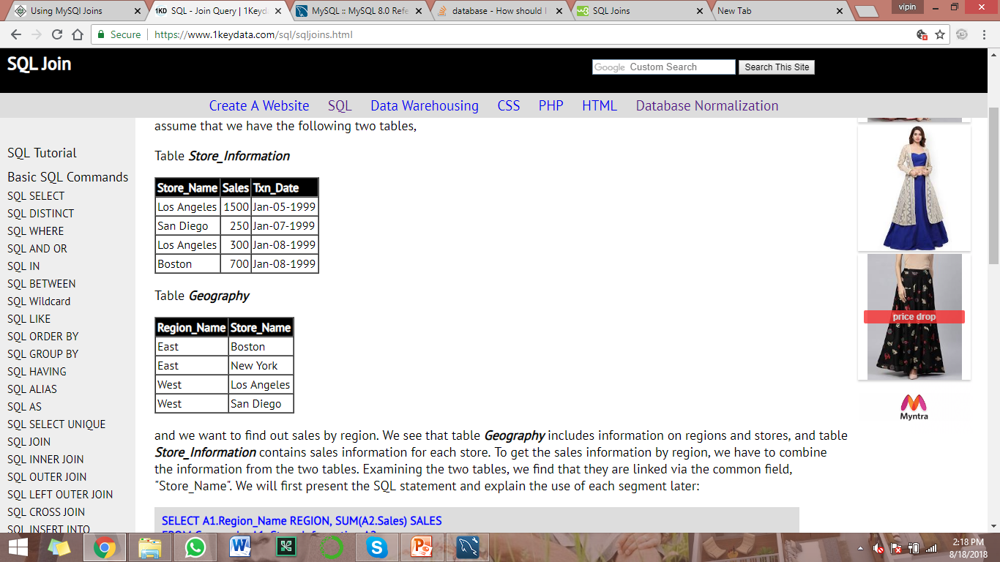 Using MySQl Joins
1KD SQL - Join Query | 1Keyd
MySQL :: MySQL 8.0 Refe
database - How should I
w3 SQL Joins
New Tab
vipin
Secure
https://www.1keydata.com/sql/sqljoins.html
SQL Join
Google Custom Search
Search This Site
Create A Website SQL Data Warehousing CSS PHP HTML Database Normalization
SQL Tutorial
Basic SQL Commands
SQL SELECT
SQL DISTINCT
SQL WHERE
SQL AND OR
SQL IN
SQL BETWEEN
SQL Wildcard
SQL LIKE
SQL ORDER BY
SQL GROUP BY
SQL HAVING
SQL ALIAS
SQL AS
SQL SELECT UNIQUE
SQL JOIN
SQL INNER JOIN
SQL OUTER JOIN
SQL LEFT OUTER JOIN
SQL CROSS JOIN
SQL INSERT INTO
assume that we have the following two tables,
Table Store_Information
Store_Name Sales Txn_Date
Los Angeles 1500 Jan-05-1999
San Diego 250 Jan-07-1999
Los Angeles 300 Jan-08-1999
Boston 700 Jan-08-1999
Table Geography
Region_Name Store_Name
East Boston
East New York
West Los Angeles
West San Diego
and we want to find out sales by region. We see that table Geography includes information on regions and stores, and table
Store_Information contains sales information for each store. To get the sales information by region, we have to combine
the information from the two tables. Examining the two tables, we find that they are linked via the common field,
"Store_Name". We will first present the SQL statement and explain the use of each segment later:
SELECT A1.Region_Name REGION, SUM(A2.Sales) SALES
price drop
Myntra
2:18 PM
8/18/2018